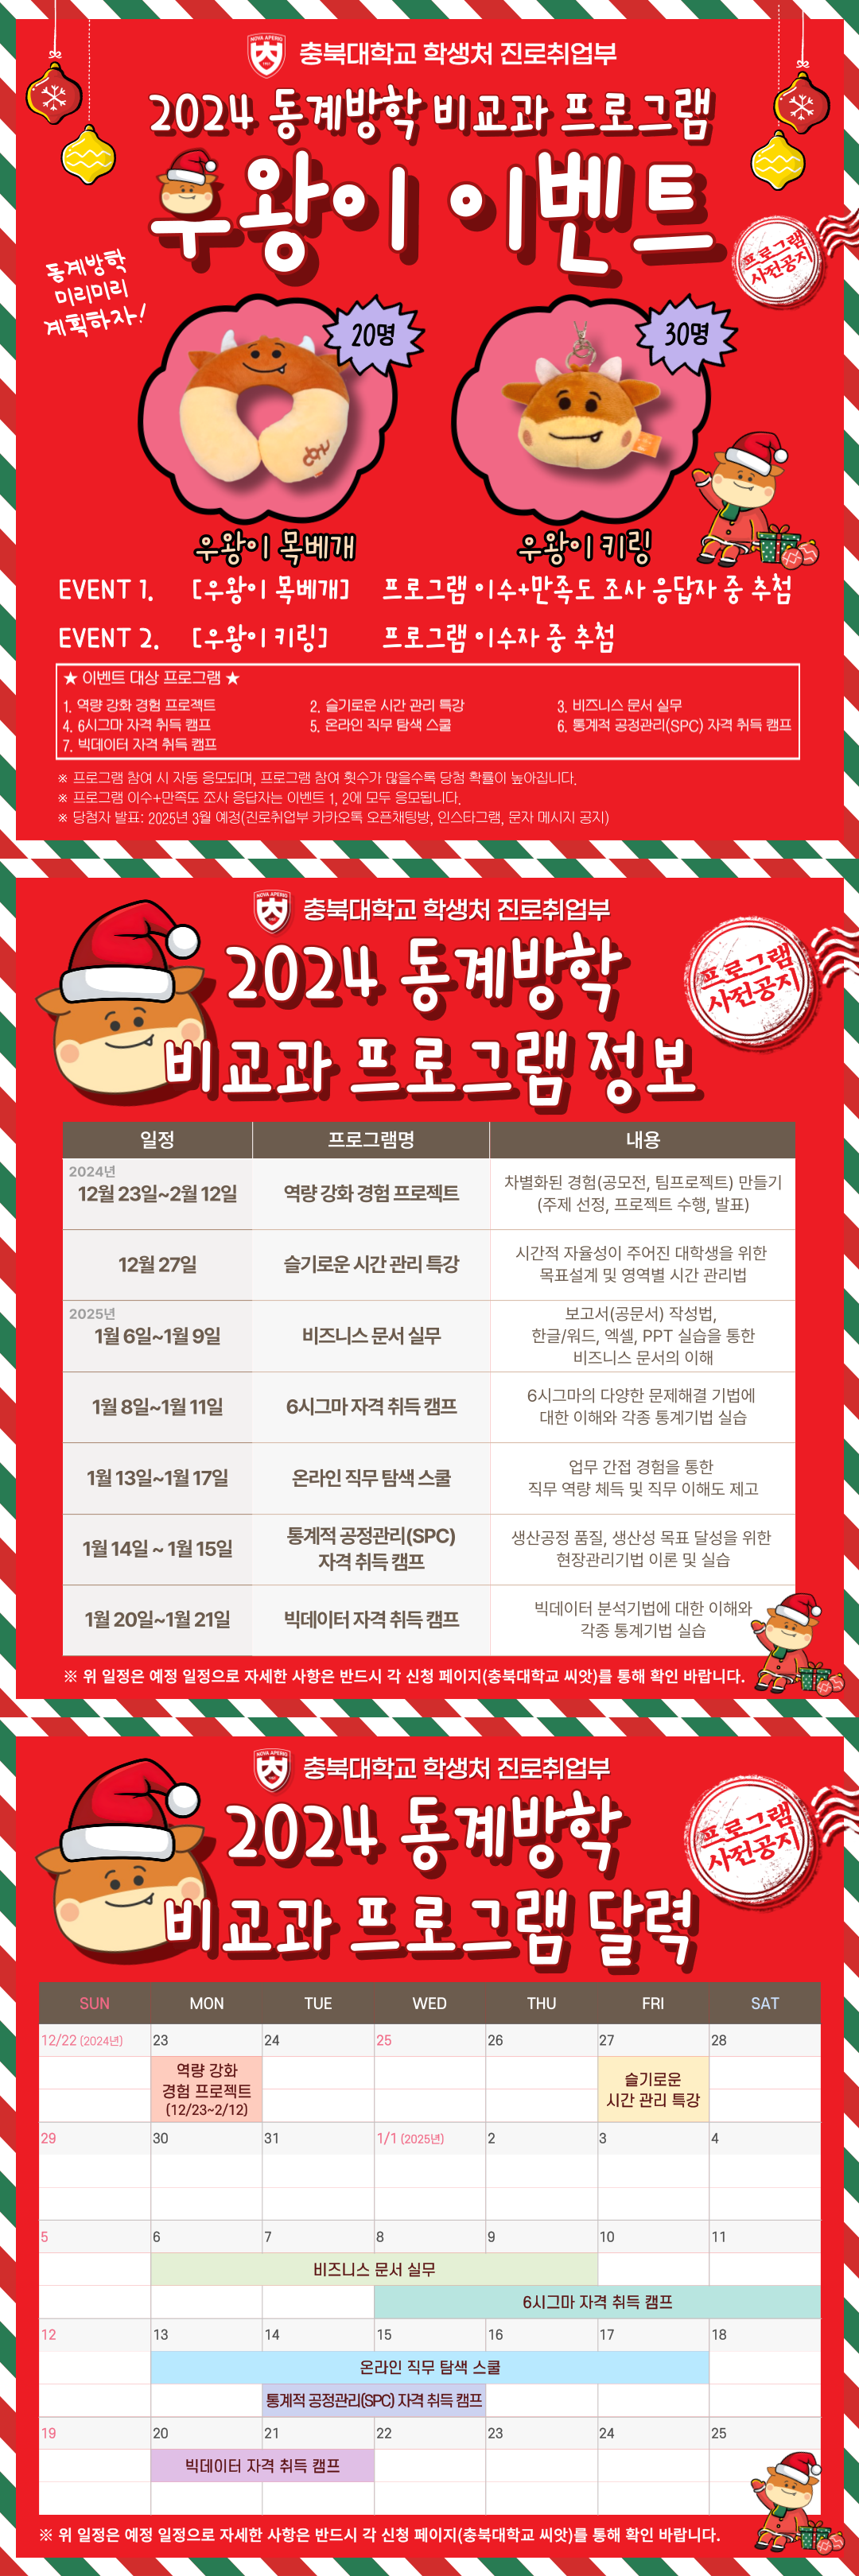 NOVA APERIO
충북대학교 학생처 진로취업부
2024 동계방학 비교과 프로그램
우왕이 이벤트
프로그램
사전공지
동계방학
미리미리
계획하자!
20명
30명
우왕이 목베개
우왕이 키링
EVENT 1. [우왕이 목베개] 프로그램 이수+만족도 조사 응답자 중 추첨
EVENT 2. [우왕이 키링] 프로그램 이수자 중 추첨
★ 이벤트 대상 프로그램 ★
1. 역량 강화 경험 프로젝트 2. 슬기로운 시간 관리 특강 3. 비즈니스 문서 실무
4. 6시그마 자격 취득 캠프 5. 온라인 직무 탐색 스쿨 6. 통계적 공정관리(SPC) 자격 취득 캠프
7. 빅데이터 자격 취득 캠프
※ 프로그램 참여 시 자동 응모되며, 프로그램 참여 횟수가 많을수록 당첨 확률이 높아집니다.
※ 프로그램 이수+만족도 조사 응답자는 이벤트 1, 2에 모두 응모됩니다.
※ 당첨자 발표: 2025년 3월 예정(진로취업부 카카오톡 오픈채팅방, 인스타그램, 문자 메시지 공지)
NOVA APERIO
충북대학교 학생처 진로취업부
2024 동계방학
비교과 프로그램 정보
프로그램
사전공지
일정 프로그램명 내용
2024년
12월 23일~2월 12일 역량 강화 경험 프로젝트 차별화된 경험(공모전, 팀프로젝트) 만들기
(주제 선정, 프로젝트 수행, 발표)
12월 27일 슬기로운 시간 관리 특강 시간적 자율성이 주어진 대학생을 위한
목표설계 및 영역별 시간 관리법
2025년
1월 6일~1월 9일 비즈니스 문서 실무 보고서(공문서) 작성법,
한글/워드, 엑셀, PPT 실습을 통한
비즈니스 문서의 이해
1월 8일~1월 11일 6시그마 자격 취득 캠프 6시그마의 다양한 문제해결 기법에
대한 이해와 각종 통계기법 실습
1월 13일~1월 17일 온라인 직무 탐색 스쿨 업무 간접 경험을 통한
직무 역량 체득 및 직무 이해도 제고
1월 14일 ~ 1월 15일 통계적 공정관리(SPC)
자격 취득 캠프 생산공정 품질, 생산성 목표 달성을 위한
현장관리기법 이론 및 실습
1월 20일~1월 21일 빅데이터 자격 취득 캠프 빅데이터 분석기법에 대한 이해와
각종 통계기법 실습
※ 위 일정은 예정 일정으로 자세한 사항은 반드시 각 신청 페이지(충북대학교 씨앗)를 통해 확인 바랍니다.
NOVA APERIO
충북대학교 학생처 진로취업부
2024 동계방학
비교과 프로그램 달력
프로그램
사전공지
SUN MON TUE WED THU FRI SAT
12/22 (2024년) 23 24 25 26 27 28
역량 강화
경험 프로젝트
(12/23~2/12)
슬기로운
시간 관리 특강
29 30 31 1/1 (2025년) 2 3 4
5 6 7 8 9 10 11
비즈니스 문서 실무
6시그마 자격 취득 캠프
12 13 14 15 16 17 18
온라인 직무 탐색 스쿨
통계적 공정관리(SPC) 자격 취득 캠프
19 20 21 22 23 24 25
빅데이터 자격 취득 캠프
※ 위 일정은 예정 일정으로 자세한 사항은 반드시 각 신청 페이지(충북대학교 씨앗)를 통해 확인 바랍니다.